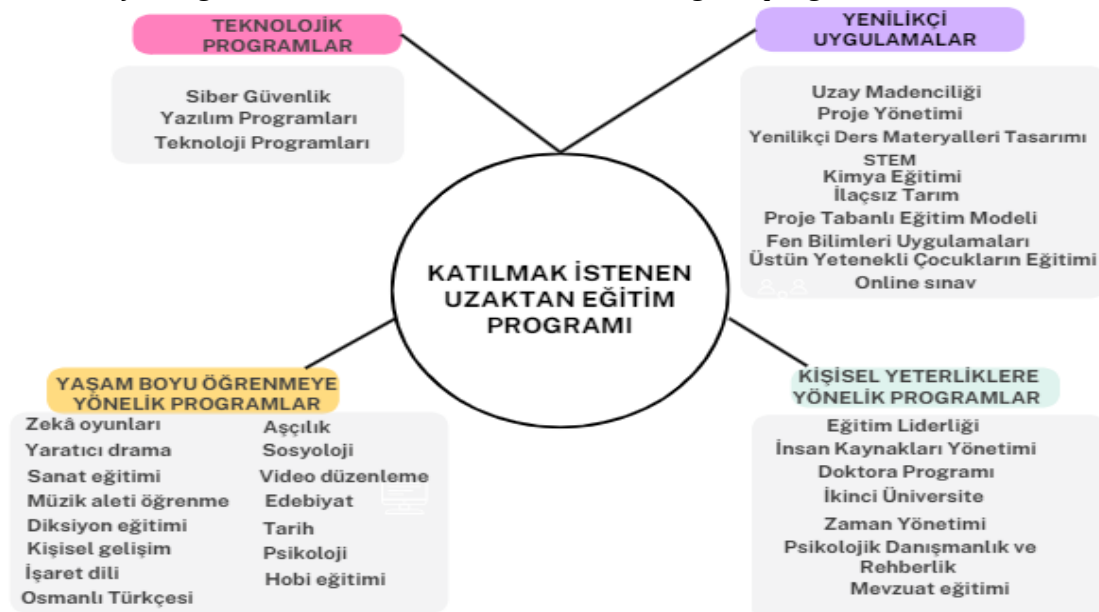 TEKNOLOJİK
PROGRAMLAR
Siber Güvenlik
Yazılım Programları
Teknoloji Programları
YENİLİKÇİ
UYGULAMALAR
Uzay Madenciliği
Proje Yönetimi
Yenilikçi Ders Materyalleri Tasarımı
STEM
Kimya Eğitimi
İlaçsız Tarım
Proje Tabanlı Eğitim Modeli
Fen Bilimleri Uygulamaları
Üstün Yetenekli Çocukların Eğitimi
Online sınav
KATILMAK İSTENEN
UZAKTAN EĞİTİM
PROGRAMI
YAŞAM BOYU ÖĞRENMEYE
YÖNELİK PROGRAMLAR
Zekâ oyunları
Yaratıcı drama
Sanat eğitimi
Müzik aleti öğrenme
Diksiyon eğitimi
Kişisel gelişim
İşaret dili
Osmanlı Türkçesi
Aşçılık
Sosyoloji
Video düzenleme
Edebiyat
Tarih
Psikoloji
Hobi eğitimi
KİŞİSEL YETERLİKLERE
YÖNELİK PROGRAMLAR
Eğitim Liderliği
İnsan Kaynakları Yönetimi
Doktora Programı
İkinci Üniversite
Zaman Yönetimi
Psikolojik Danışmanlık ve
Rehberlik
Mevzuat eğitimi